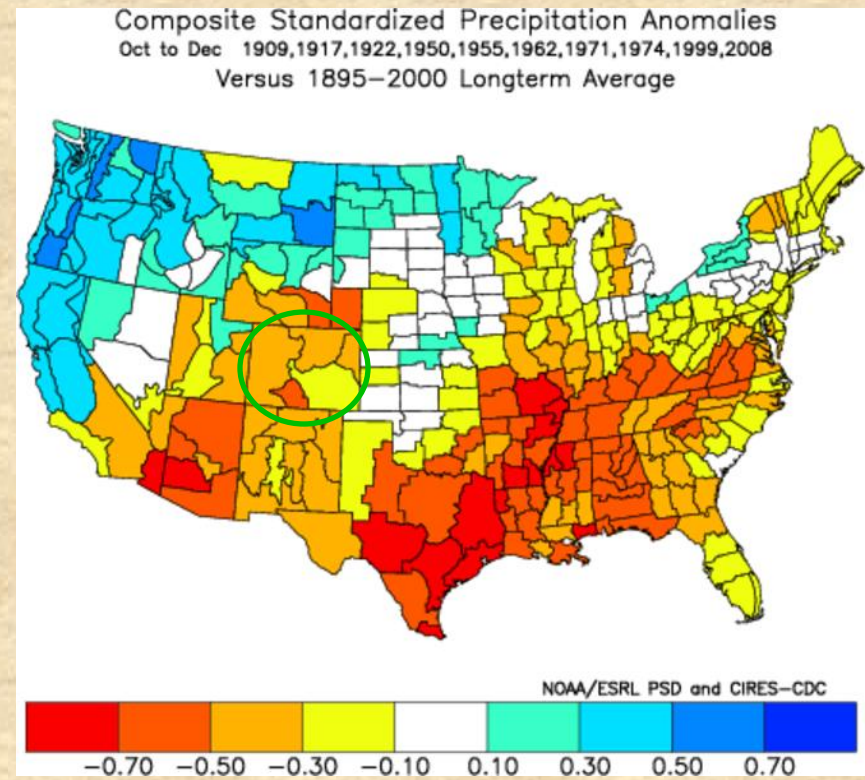 Composite Standardized Precipitation Anomalies
Oct to Dec 1909,1917,1922,1950,1955,1962,1971,1974,1999,2008
Versus 1895-2000 Longterm Average
NOAA/ESRL PSD and CIRES-CDC
-0.70 -0.50 -0.30 -0.10 0.10 0.30 0.50 0.70